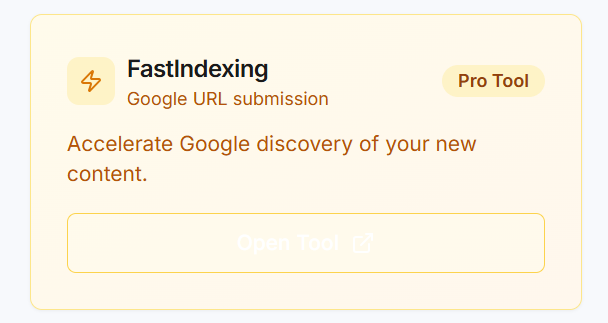 FastIndexing
Google URL submission
Pro Tool
Accelerate Google discovery of your new
content.
Open Tool